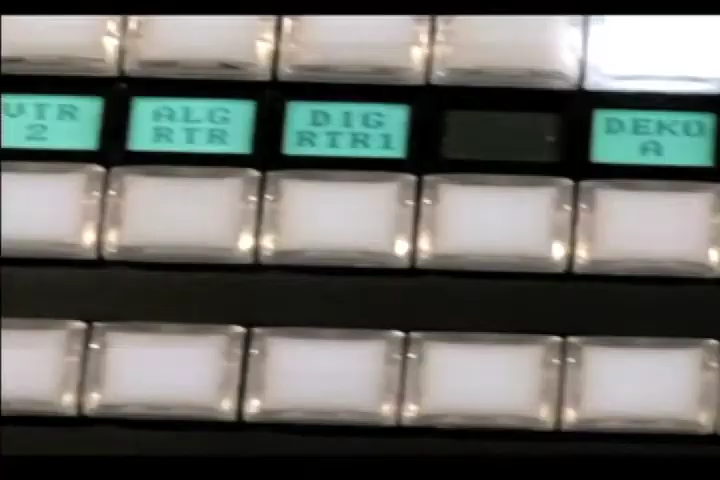 VTR
2
ALG
RTR
DIG
RTR1
DEKO
A